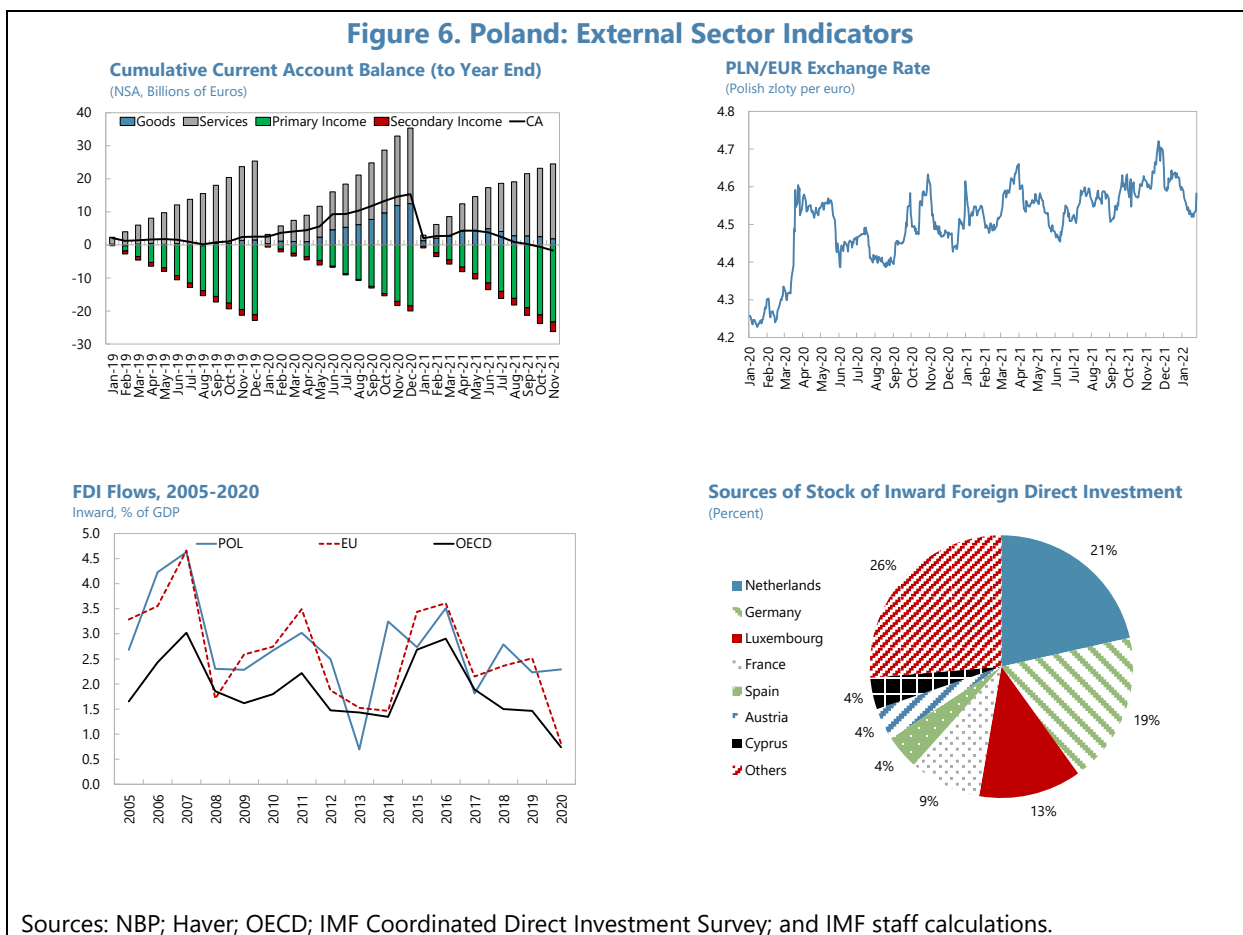 Figure 6. Poland: External Sector Indicators
Cumulative Current Account Balance (to Year End)
(NSA, Billions of Euros)
40
30
20
10
0
-10
-20
-30
Goods Services Primary Income Secondary Income CA
Jan-19 Feb-19 Mar-19 Apr-19 May-19 Jun-19 Jul-19 Aug-19 Sep-19 Oct-19 Nov-19 Dec-19 Jan-20 Feb-20 Mar-20 Apr-20 May-20 Jun-20 Jul-20 Aug-20 Sep-20 Oct-20 Nov-20 Dec-20 Jan-21 Feb-21 Mar-21 Apr-21 May-21 Jun-21 Jul-21 Aug-21 Sep-21 Oct-21 Nov-21
PLN/EUR Exchange Rate
(Polish zloty per euro)
4.8
4.7
4.6
4.5
4.4
4.3
4.2
Jan-20 Feb-20 Mar-20 Apr-20 May-20 Jun-20 Jul-20 Aug-20 Sep-20 Oct-20 Nov-20 Dec-20 Jan-21 Feb-21 Mar-21 Apr-21 May-21 Jun-21 Jul-21 Aug-21 Sep-21 Oct-21 Nov-21 Dec-21 Jan-22
FDI Flows, 2005-2020
Inward, % of GDP
5.0
4.5
4.0
3.5
3.0
2.5
2.0
1.5
1.0
0.5
0.0
POL EU OECD
2005 2006 2007 2008 2009 2010 2011 2012 2013 2014 2015 2016 2017 2018 2019 2020
Sources of Stock of Inward Foreign Direct Investment
(Percent)
Netherlands
Germany
Luxembourg
France
Spain
Austria
Cyprus
Others
21%
19%
13%
9%
4%
4%
4%
26%
Sources: NBP; Haver; OECD; IMF Coordinated Direct Investment Survey; and IMF staff calculations.